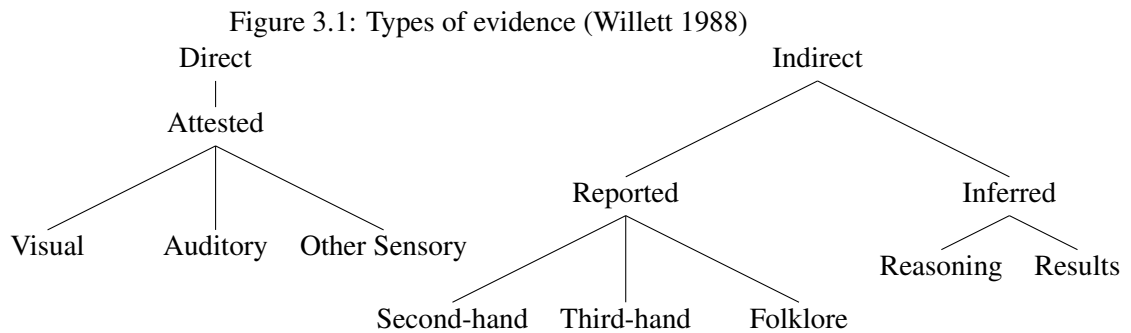 Figure 3.1: Types of evidence (Willett 1988)
Direct Indirect
Attested
Reported Inferred
Visual Auditory Other Sensory
Reasoning Results
Second-hand Third-hand Folklore